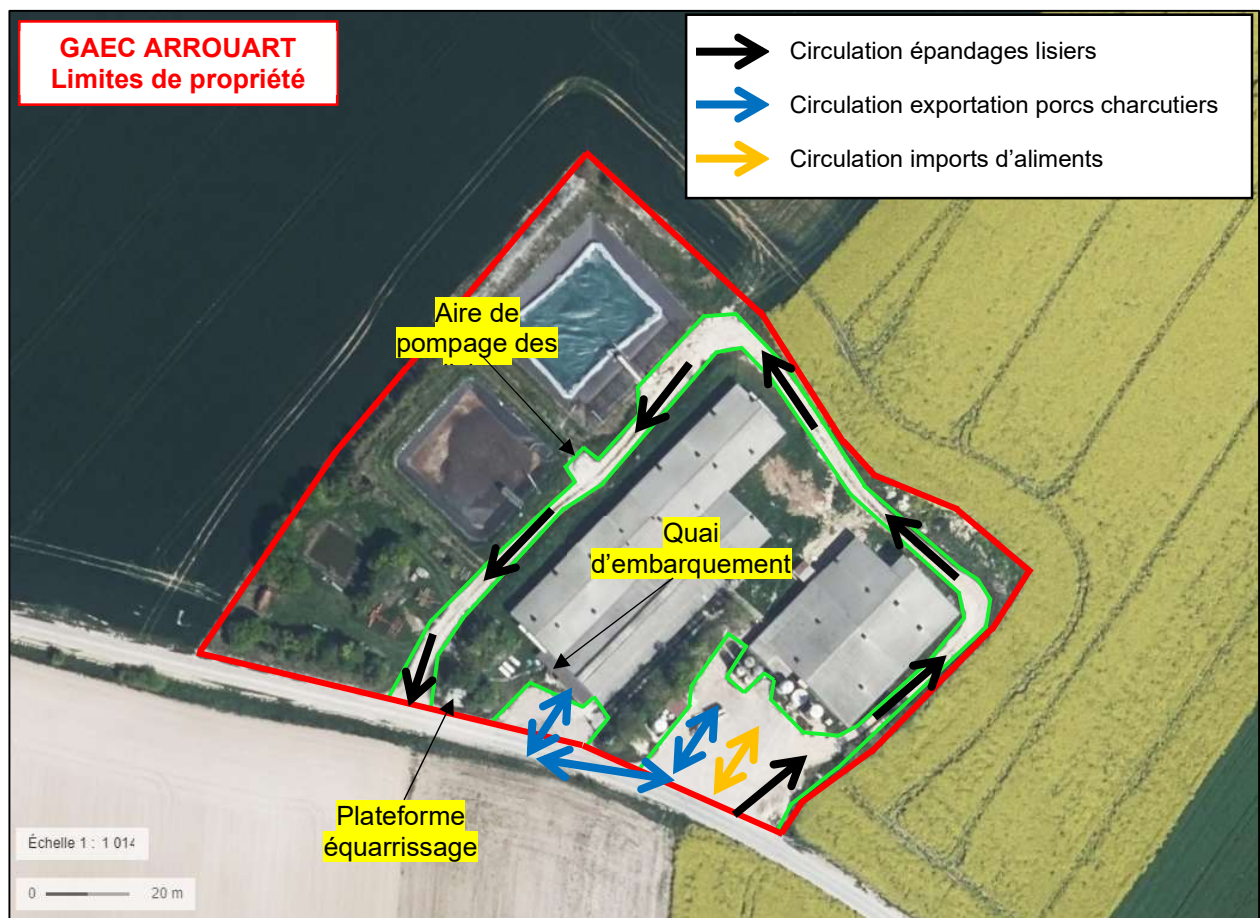 GAEC ARROUART
Limites de propriété
Circulation épandages lisiers
Circulation exportation porcs charcutiers
Circulation imports d'aliments
Aire de
pompage des
Quai
d'embarquement
Plateforme
équarrissage
Échelle 1 : 1 014
0 20 m